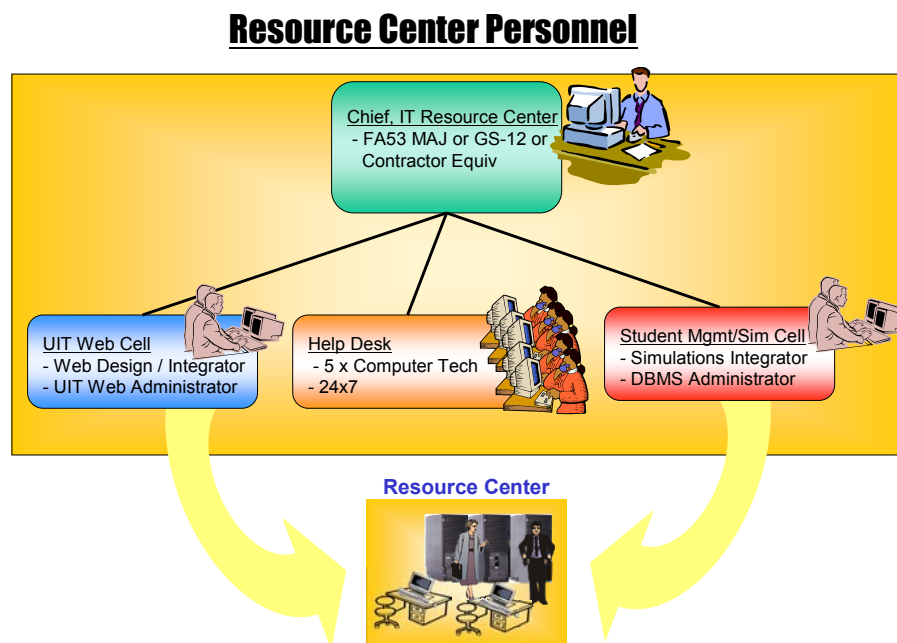 Resource Center Personnel
Chief, IT Resource Center
- FA53 MAJ or GS-12 or
Contractor Equiv
UIT Web Cell
- Web Design / Integrator
- UIT Web Administrator
Help Desk
- 5 x Computer Tech
- 24x7
Student Mgmt/Sim Cell
- Simulations Integrator
- DBMS Administrator
Resource Center